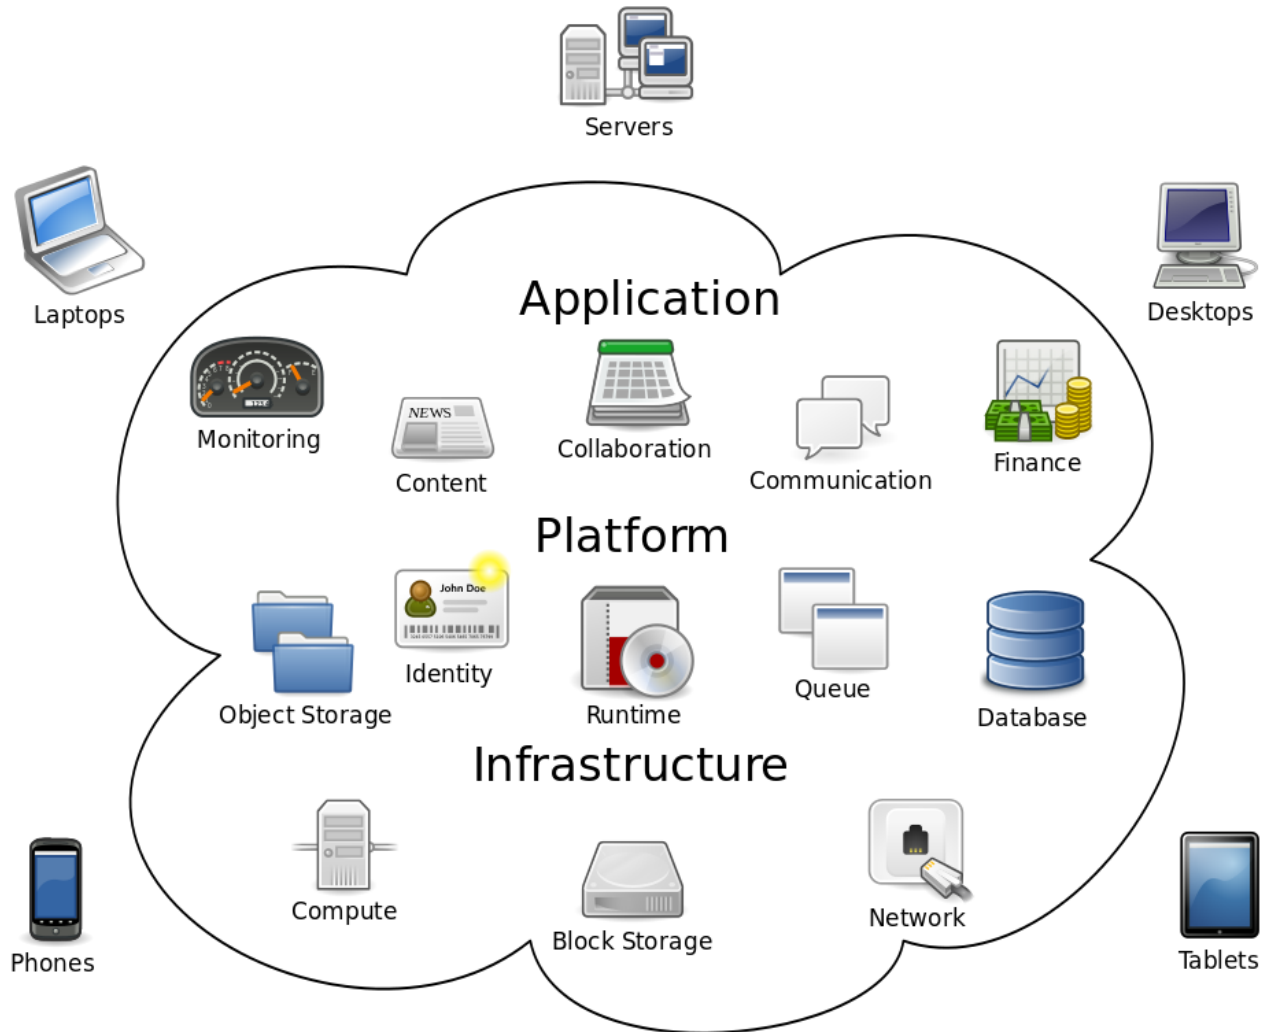 Servers
Laptops
Desktops
Application
Monitoring
NEWS
Content
Collaboration
Communication
Finance
Platform
John Doe
Object Storage
Identity
Runtime
Queue
Database
Infrastructure
Compute
Block Storage
Network
Phones
Tablets